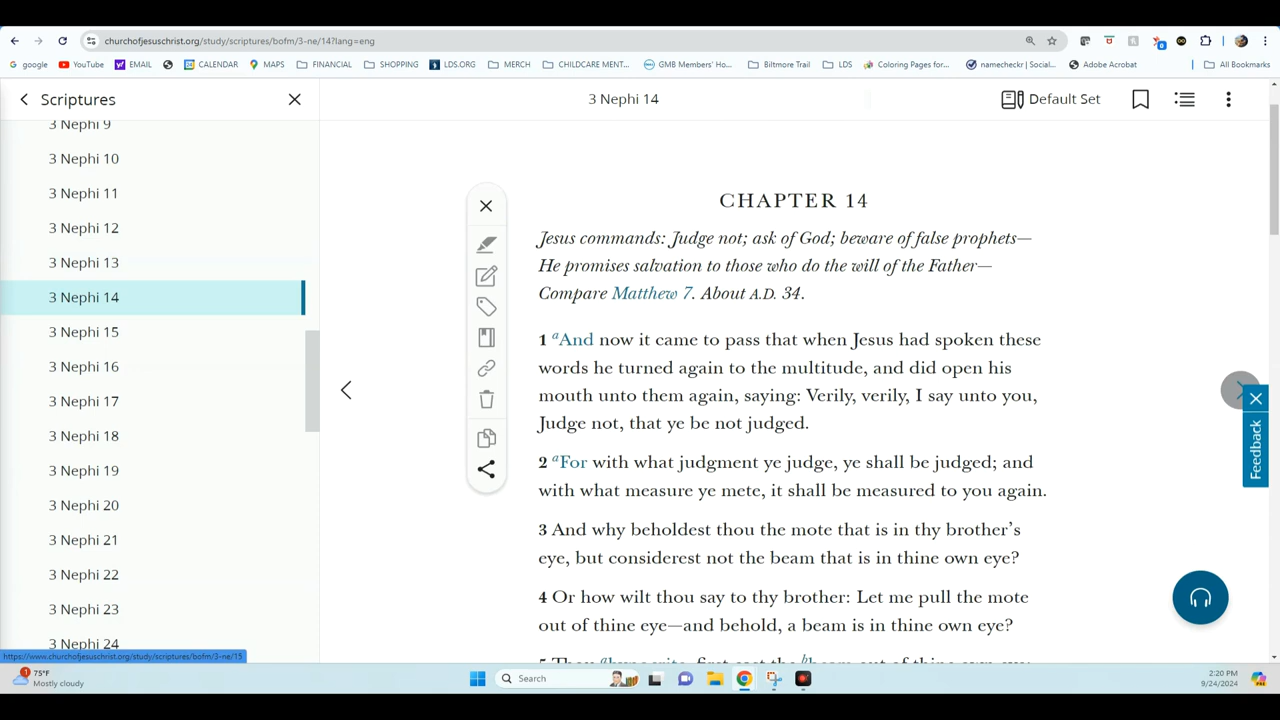 churchofjesuschrist.org/study/scriptures/bofm/3-ne/14?lang=eng
google YouTube EMAIL CALENDAR MAPS FINANCIAL SHOPPING LDS.ORG MERCH CHILDCARE MENT... GMB Members' Ho... Biltmore Trail LDS Coloring Pages for... namecheckr | Social... Adobe Acrobat All Bookmarks
Scriptures
3 Nephi 14
Default Set
3 Nephi 9
3 Nephi 10
3 Nephi 11
3 Nephi 12
3 Nephi 13
3 Nephi 14
3 Nephi 15
3 Nephi 16
3 Nephi 17
3 Nephi 18
3 Nephi 19
3 Nephi 20
3 Nephi 21
3 Nephi 22
3 Nephi 23
3 Nephi 24
CHAPTER 14
Jesus commands: Judge not; ask of God; beware of false prophets—
He promises salvation to those who do the will of the Father—
Compare Matthew 7. About A.D. 34.
1 aAnd now it came to pass that when Jesus had spoken these
words he turned again to the multitude, and did open his
mouth unto them again, saying: Verily, verily, I say unto you,
Judge not, that ye be not judged.
2 aFor with what judgment ye judge, ye shall be judged; and
with what measure ye mete, it shall be measured to you again.
3 And why beholdest thou the mote that is in thy brother's
eye, but considerest not the beam that is in thine own eye?
4 Or how wilt thou say to thy brother: Let me pull the mote
out of thine eye—and behold, a beam is in thine own eye?
5 Thou ahypocrite, first cast the bbeam out of thine own eye;
Feedback
https://www.churchofjesuschrist.org/study/scriptures/bofm/3-ne/15
75°F
Mostly cloudy
Search
2:20 PM
9/24/2024